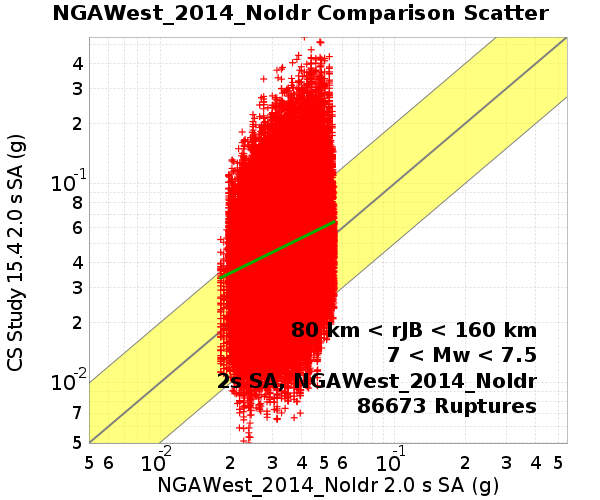 NGAWest_2014_NoIdr Comparison Scatter
CS Study 15.4 2.0 s SA (g)
4
3
2
10-1
8
6
4
3
2
10-2
7
5
80 km < rJB < 160 km
7 < Mw < 7.5
2s SA, NGAWest_2014_NoIdr
86673 Ruptures
5 6 10-2 2 3 4 5 6 10-1 2 3 4 5
NGAWest_2014_NoIdr 2.0 s SA (g)